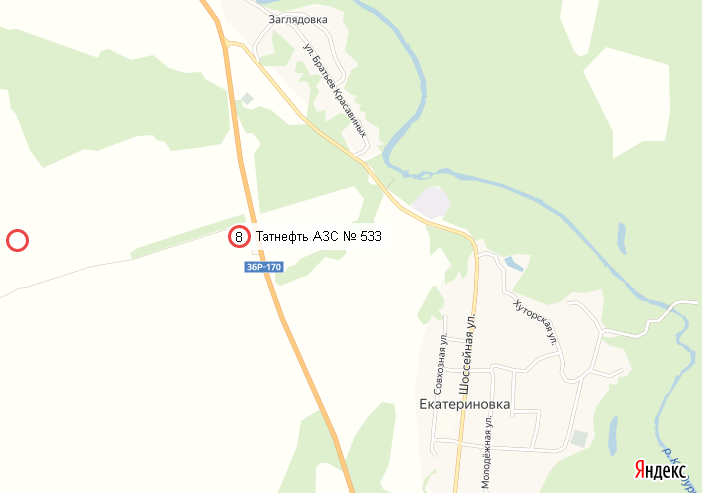 Заглядовка
ул. Братьев Красавиных
8
Татнефть АЗС № 533
36Р-170
Хуторская ул.
Шоссейная ул.
Совхозная ул.
Екатериновка
Молодёжная ул.
Яндекс